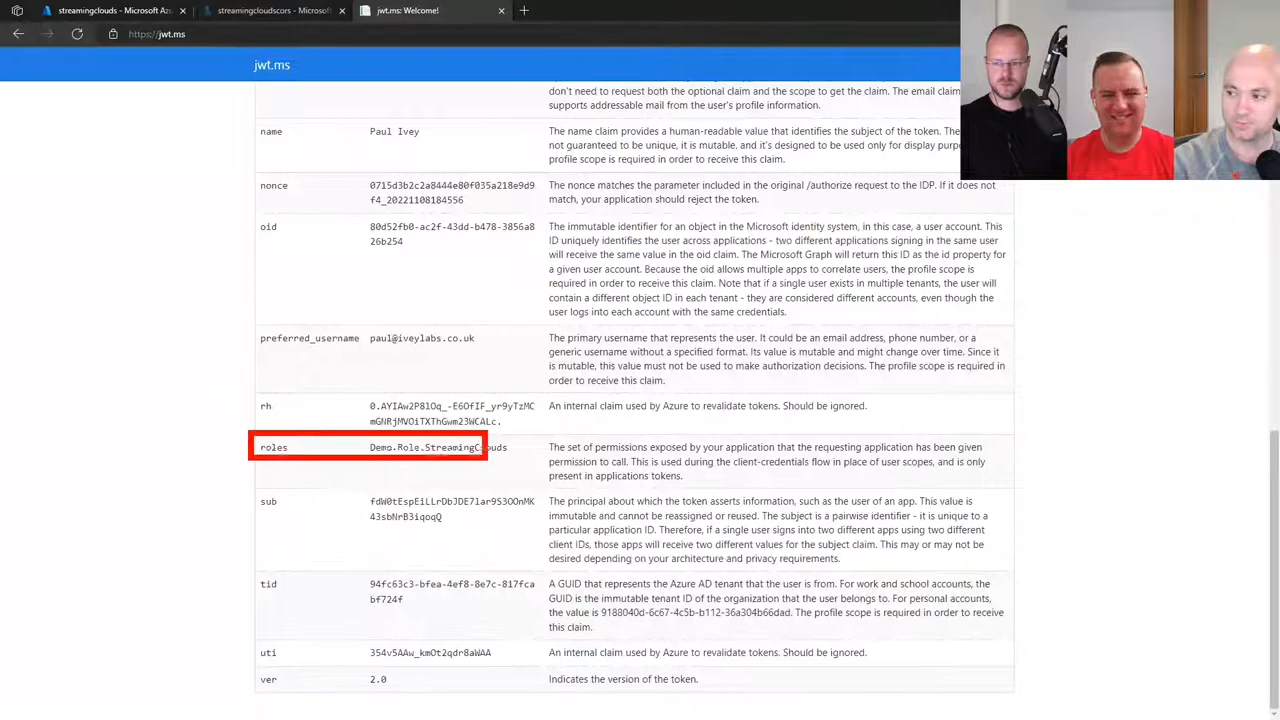 streamingclouds - Microsoft Azu
streamingcloudscors - Microsoft
jwt.ms: Welcome!
https://jwt.ms
jwt.ms
don't need to request both the optional claim and the scope to get the claim. The email claim
supports addressable mail from the user's profile information.
name Paul Ivey The name claim provides a human-readable value that identifies the subject of the token. The
not guaranteed to be unique, it is mutable, and it's designed to be used only for display purp
profile scope is required in order to receive this claim.
nonce 0715d3b2c2a8444e80f035a218e9d9 The nonce matches the parameter included in the original /authorize request to the IDP. If it does not
f4_20221108184556 match, your application should reject the token.
oid 80d52fb0-ac2f-43dd-b478-3856a8 The immutable identifier for an object in the Microsoft identity system, in this case, a user account. This
826b254 ID uniquely identifies the user across applications - two different applications signing in the same user
will receive the same value in the oid claim. The Microsoft Graph will return this ID as the id property for
a given user account. Because the oid allows multiple apps to correlate users, the profile scope is
required in order to receive this claim. Note that if a single user exists in multiple tenants, the user will
contain a different object ID in each tenant - they are considered different accounts, even though the
user logs into each account with the same credentials.
preferred_username paul@iveylabs.co.uk The primary username that represents the user. It could be an email address, phone number, or a
generic username without a specified format. Its value is mutable and might change over time. Since it
is mutable, this value must not be used to make authorization decisions. The profile scope is required in
order to receive this claim.
rh 0.AYIAw2P8lOq_-E6OfIF_yr9yTzMC An internal claim used by Azure to revalidate tokens. Should be ignored.
mGNRjMVOiTXThGwm23WCALc.
roles Demo.Role.StreamingClouds The set of permissions exposed by your application that the requesting application has been given
permission to call. This is used during the client-credentials flow in place of user scopes, and is only
present in applications tokens.
sub fdW0tEspEiLLrDbJDE7lar9S3OOnMK The principal about which the token asserts information, such as the user of an app. This value is
43sbNrB3iqoqQ immutable and cannot be reassigned or reused. The subject is a pairwise identifier - it is unique to a
particular application ID. Therefore, if a single user signs into two different apps using two different
client IDs, those apps will receive two different values for the subject claim. This may or may not be
desired depending on your architecture and privacy requirements.
tid 94fc63c3-bfea-4ef8-8e7c-817fca A GUID that represents the Azure AD tenant that the user is from. For work and school accounts, the
bf724f GUID is the immutable tenant ID of the organization that the user belongs to. For personal accounts,
the value is 9188040d-6c67-4c5b-b112-36a304b66dad. The profile scope is required in order to receive
this claim.
uti 354v5AAw_kmOt2qdr8aWAA An internal claim used by Azure to revalidate tokens. Should be ignored.
ver 2.0 Indicates the version of the token.